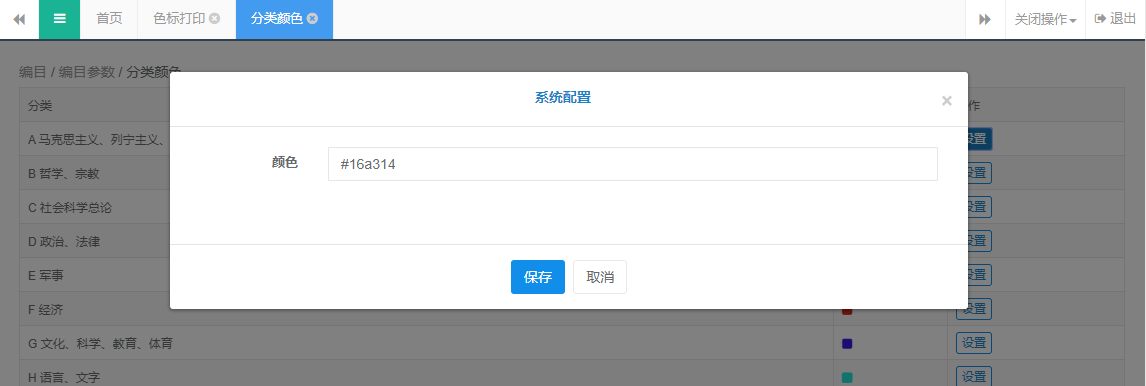 首页 色标打印 分类颜色 关闭操作 退出
编目 / 编目参数 / 分类颜色
系统配置
分类 作
A 马克思主义、列宁主义、 设置
颜色 #16a314
B 哲学、宗教 设置
C 社会科学总论 设置
D 政治、法律 设置
E 军事 设置
保存 取消
F 经济 设置
G 文化、科学、教育、体育 设置
H 语言、文字 设置